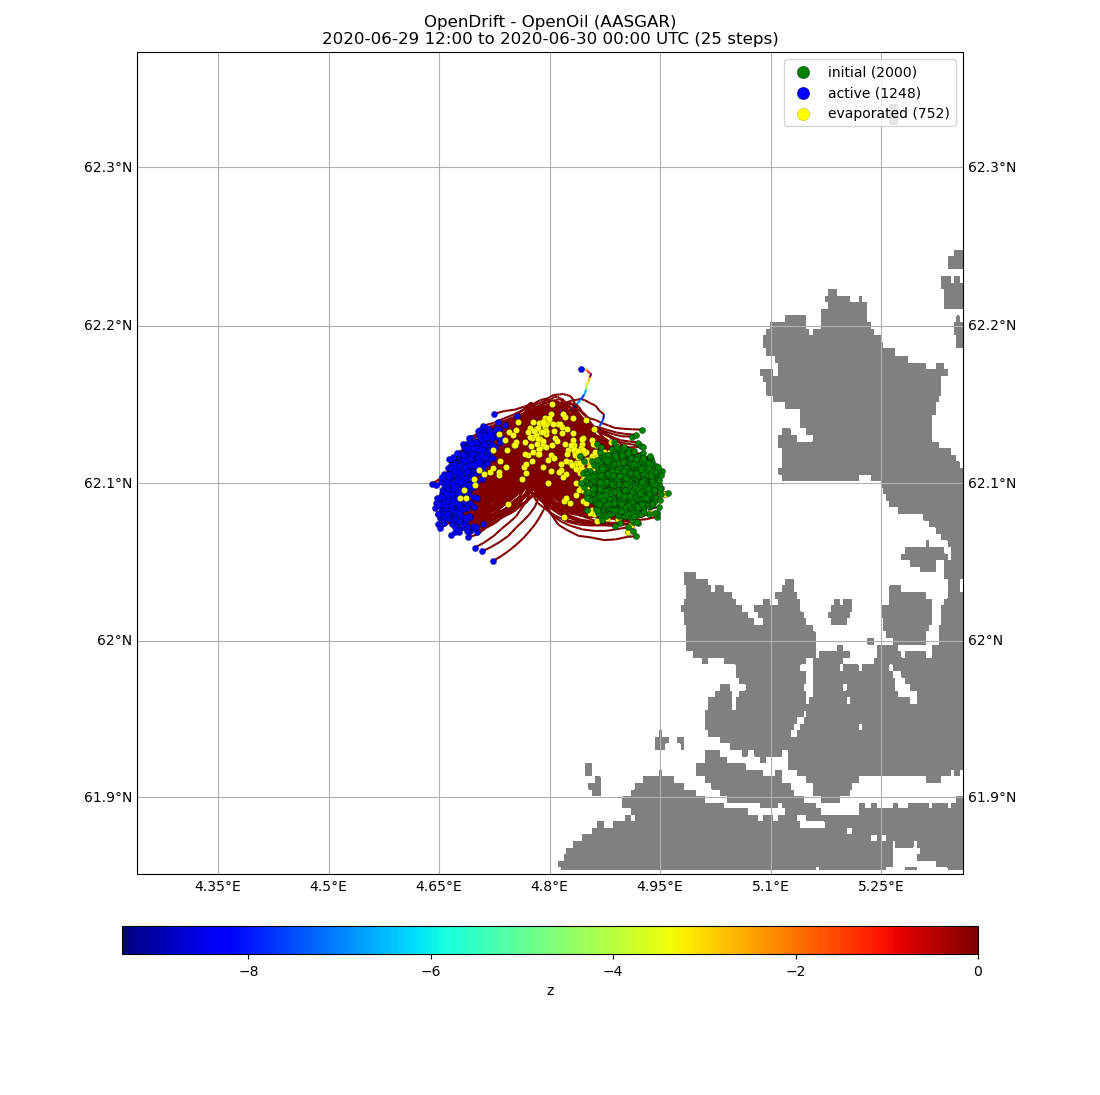 OpenDrift - OpenOil (AASGAR)
2020-06-29 12:00 to 2020-06-30 00:00 UTC (25 steps)
initial (2000)
active (1248)
evaporated (752)
62.3°N 62.3°N
62.2°N 62.2°N
62.1°N 62.1°N
62°N 62°N
61.9°N 61.9°N
4.35°E 4.5°E 4.65°E 4.8°E 4.95°E 5.1°E 5.25°E
−8 −6 −4 −2 0
z